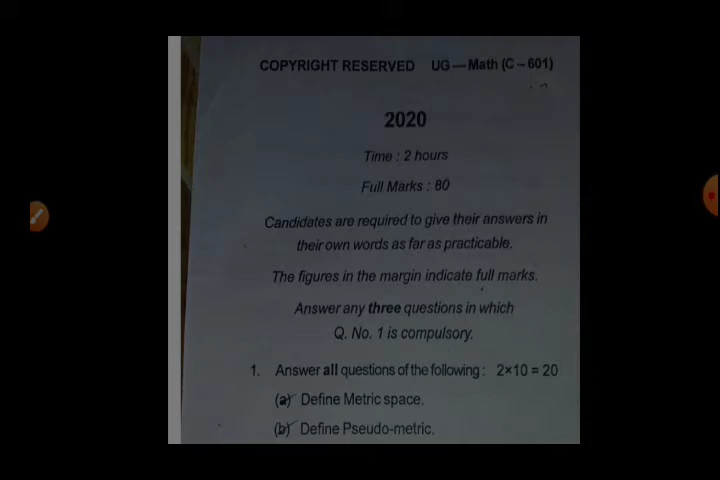 COPYRIGHT RESERVED UG—Math (C–601)
2020
Time : 2 hours
Full Marks : 80
Candidates are required to give their answers in
their own words as far as practicable.
The figures in the margin indicate full marks.
Answer any three questions in which
Q. No. 1 is compulsory.
1. Answer all questions of the following : 2×10 = 20
(a) Define Metric space.
(b) Define Pseudo-metric.